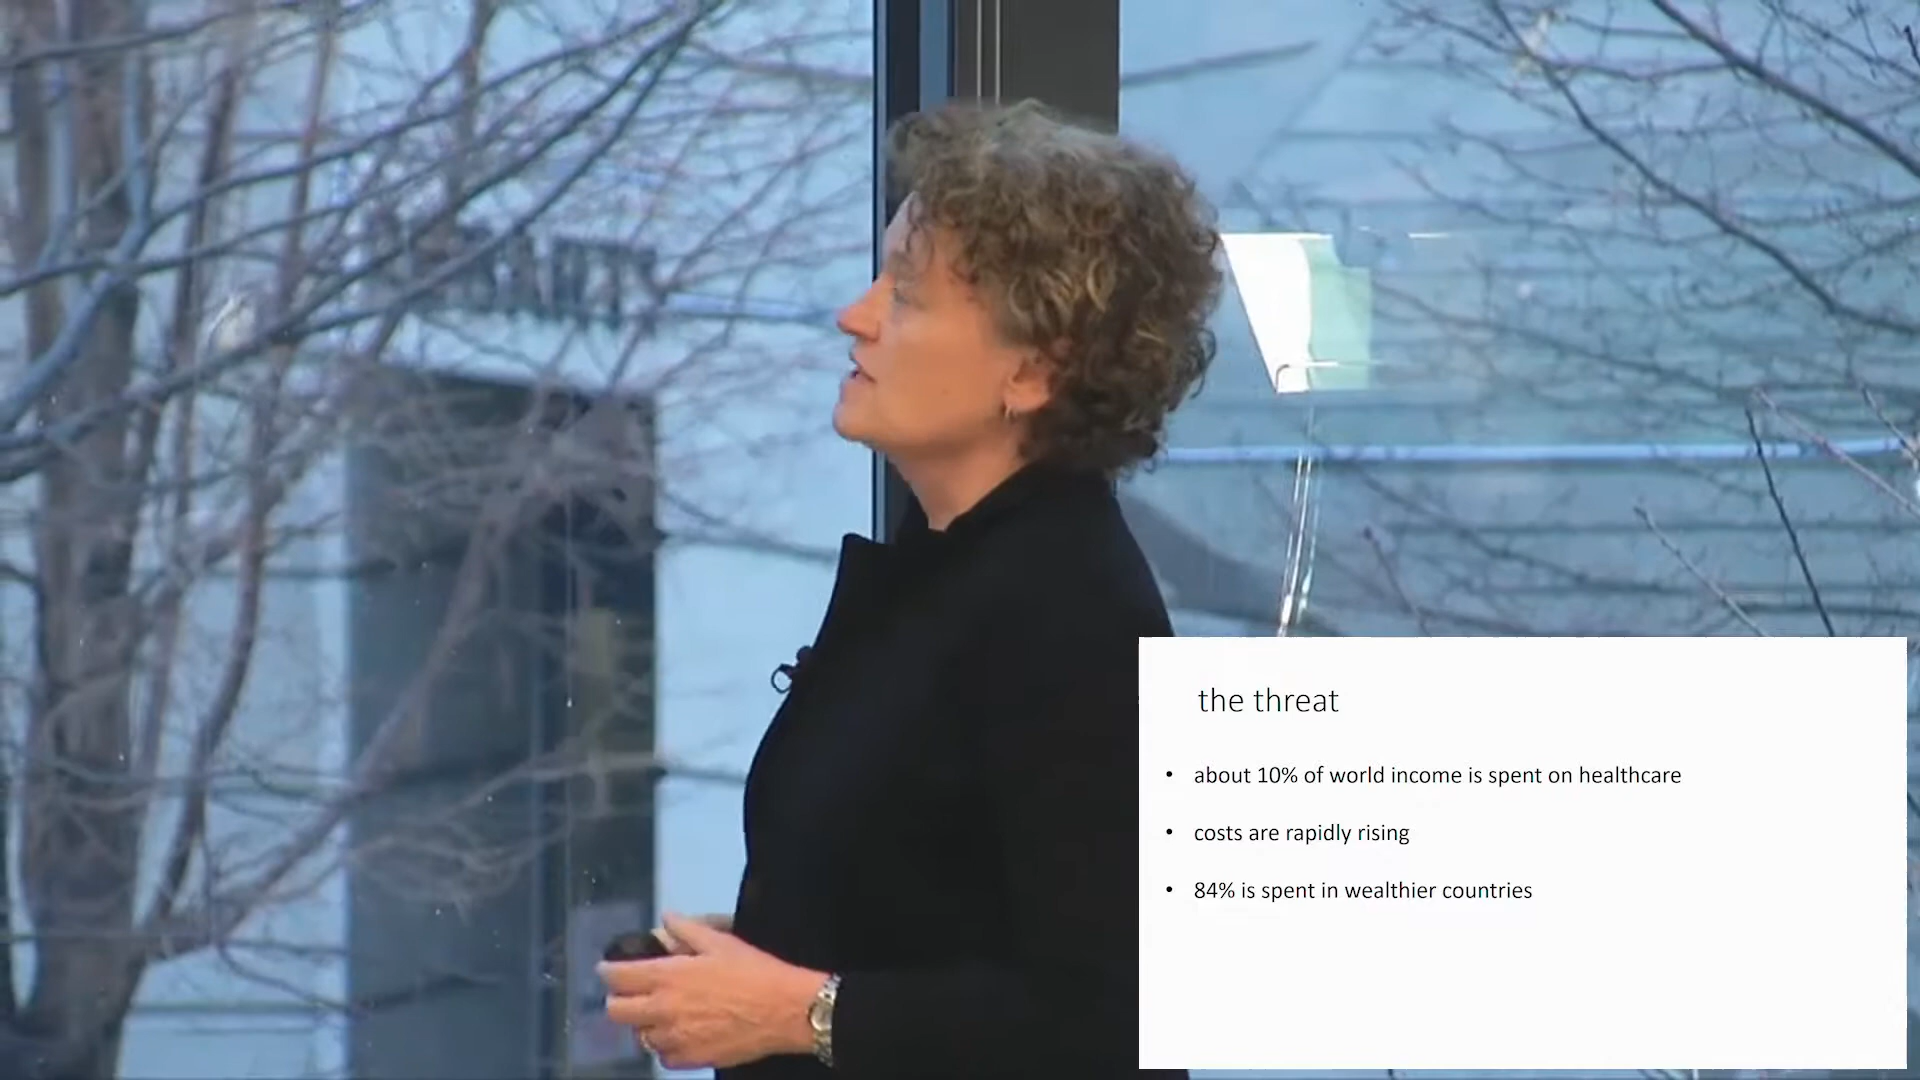 the threat
• about 10% of world income is spent on healthcare
• costs are rapidly rising
• 84% is spent in wealthier countries